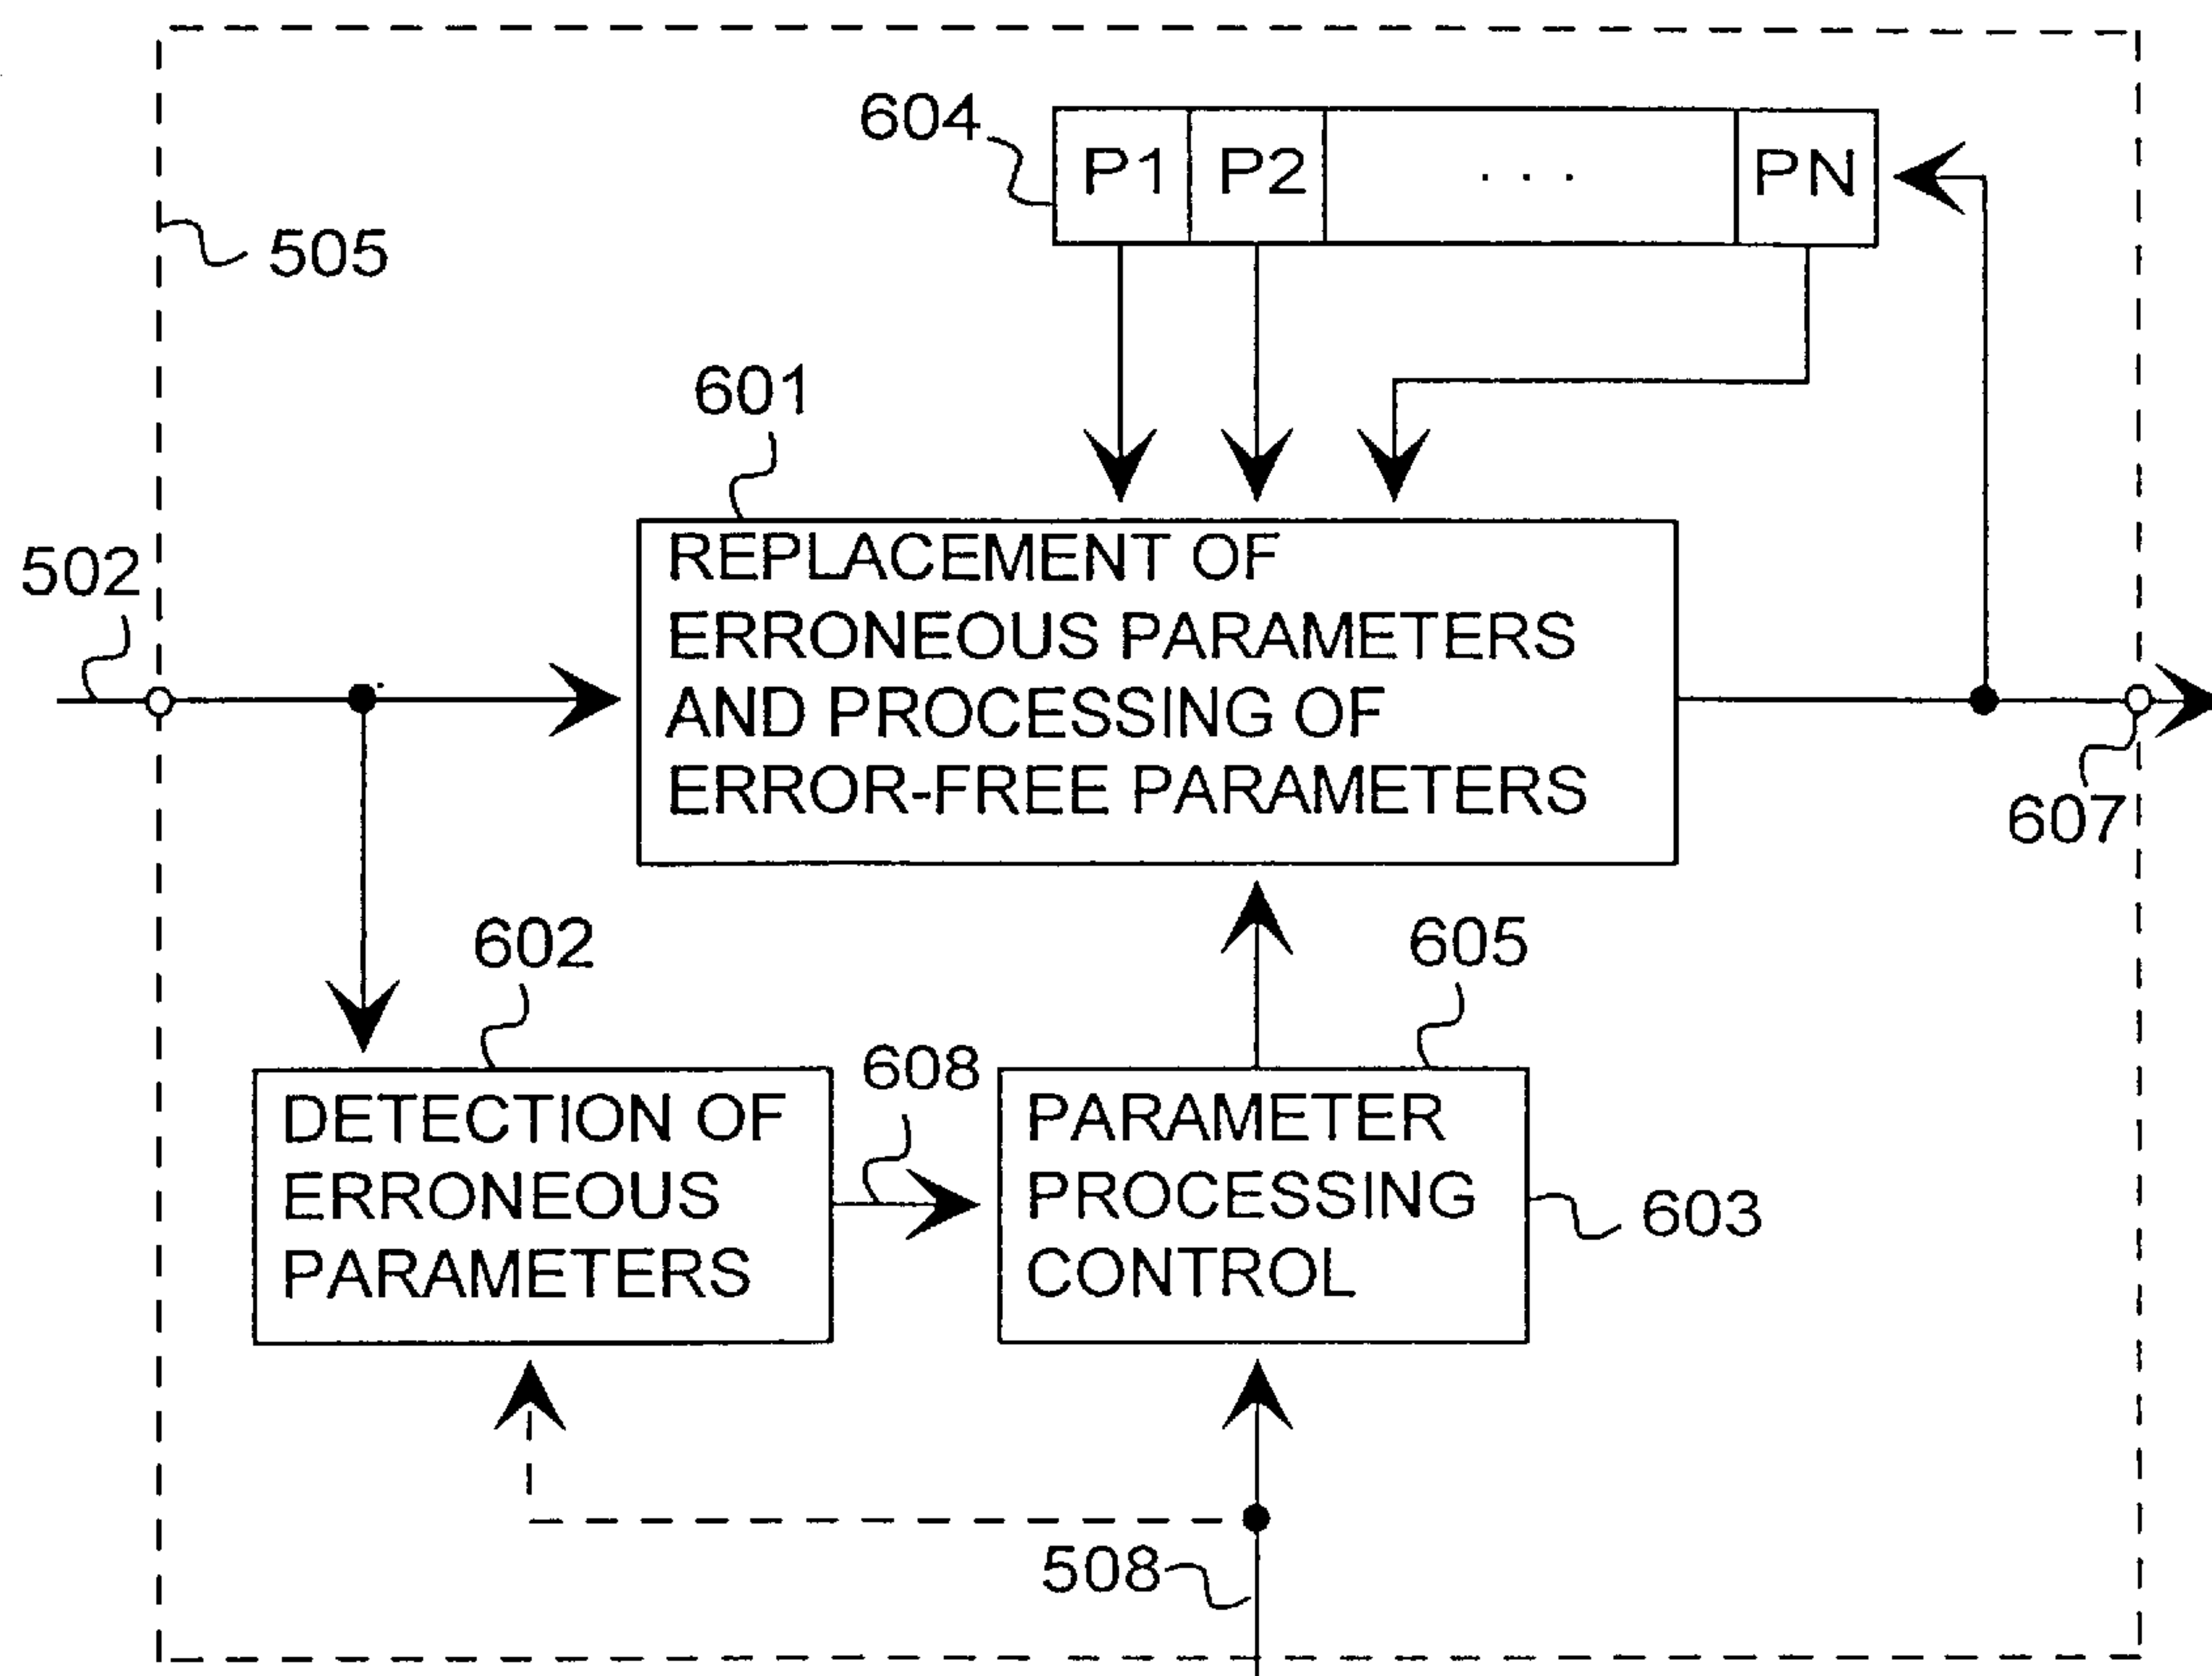 604
P1 P2 . . . PN
505
601
502
REPLACEMENT OF
ERRONEOUS PARAMETERS
AND PROCESSING OF
ERROR-FREE PARAMETERS
607
602
605
608
DETECTION OF
ERRONEOUS
PARAMETERS
PARAMETER
PROCESSING
CONTROL
603
508